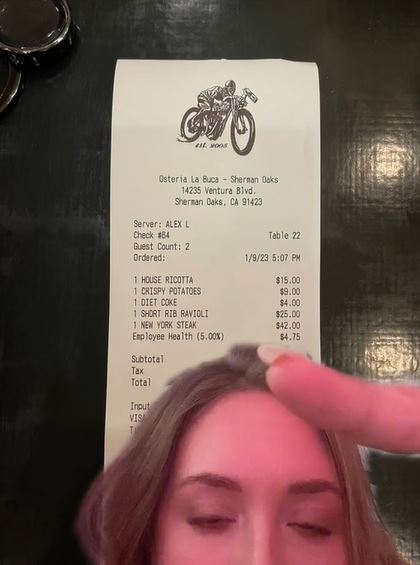 est. 2005
Osteria La Buca - Sherman Oaks
14235 Ventura Blvd.
Sherman Oaks, CA 91423
Server: ALEX L
Check #64 Table 22
Guest Count: 2
Ordered: 1/9/23 5:07 PM
1 HOUSE RICOTTA $15.00
1 CRISPY POTATOES $9.00
1 DIET COKE $4.00
1 SHORT RIB RAVIOLI $25.00
1 NEW YORK STEAK $42.00
Employee Health (5.00%) $4.75
Subtotal
Tax
Total
Input